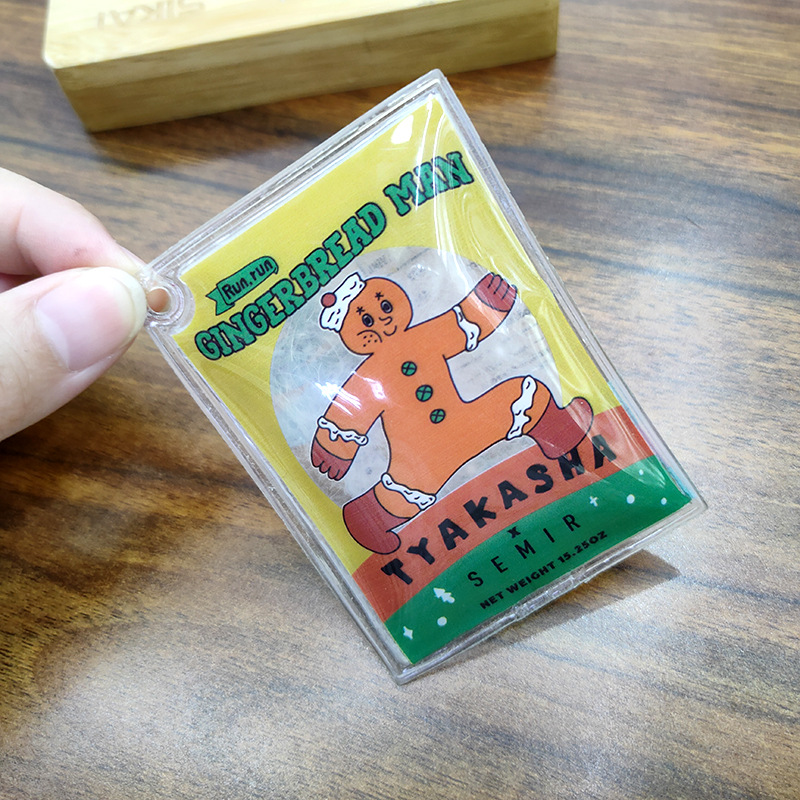 Run, run
GINGERBREAD MAN
TYAKASHA
x
SEMIR
NET WEIGHT 15.25OZ